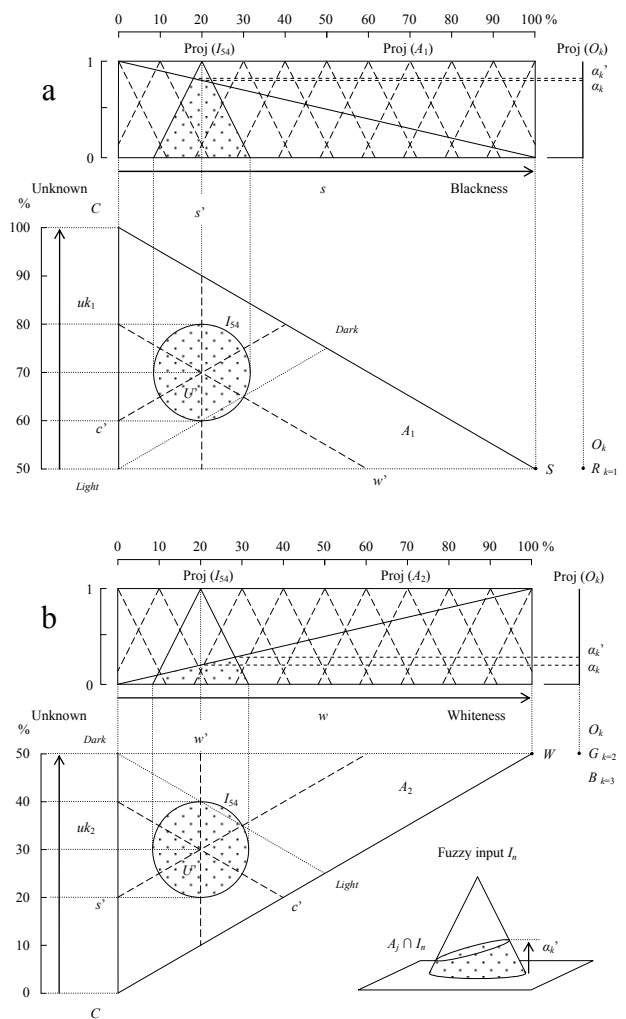 0 10 20 30 40 50 60 70 80 90 100 %
Proj (I54) Proj (A1) Proj (Ok)
1
αk'
αk
a
0
Unknown s Blackness
% C s'
100
90
uk1
80 I54
Dark
70
U'
60 c' A1
Ok
50 S R k=1
Light w'
0 10 20 30 40 50 60 70 80 90 100 %
Proj (I54) Proj (A2) Proj (Ok)
b
1
αk'
αk
0
Unknown w Whiteness
% Dark w' Ok
50 W G k=2
I54 A2 B k=3
40
uk2
30
Fuzzy input In
U'
Light
20 s' c'
10 Aj ∩ In αk'
0
C